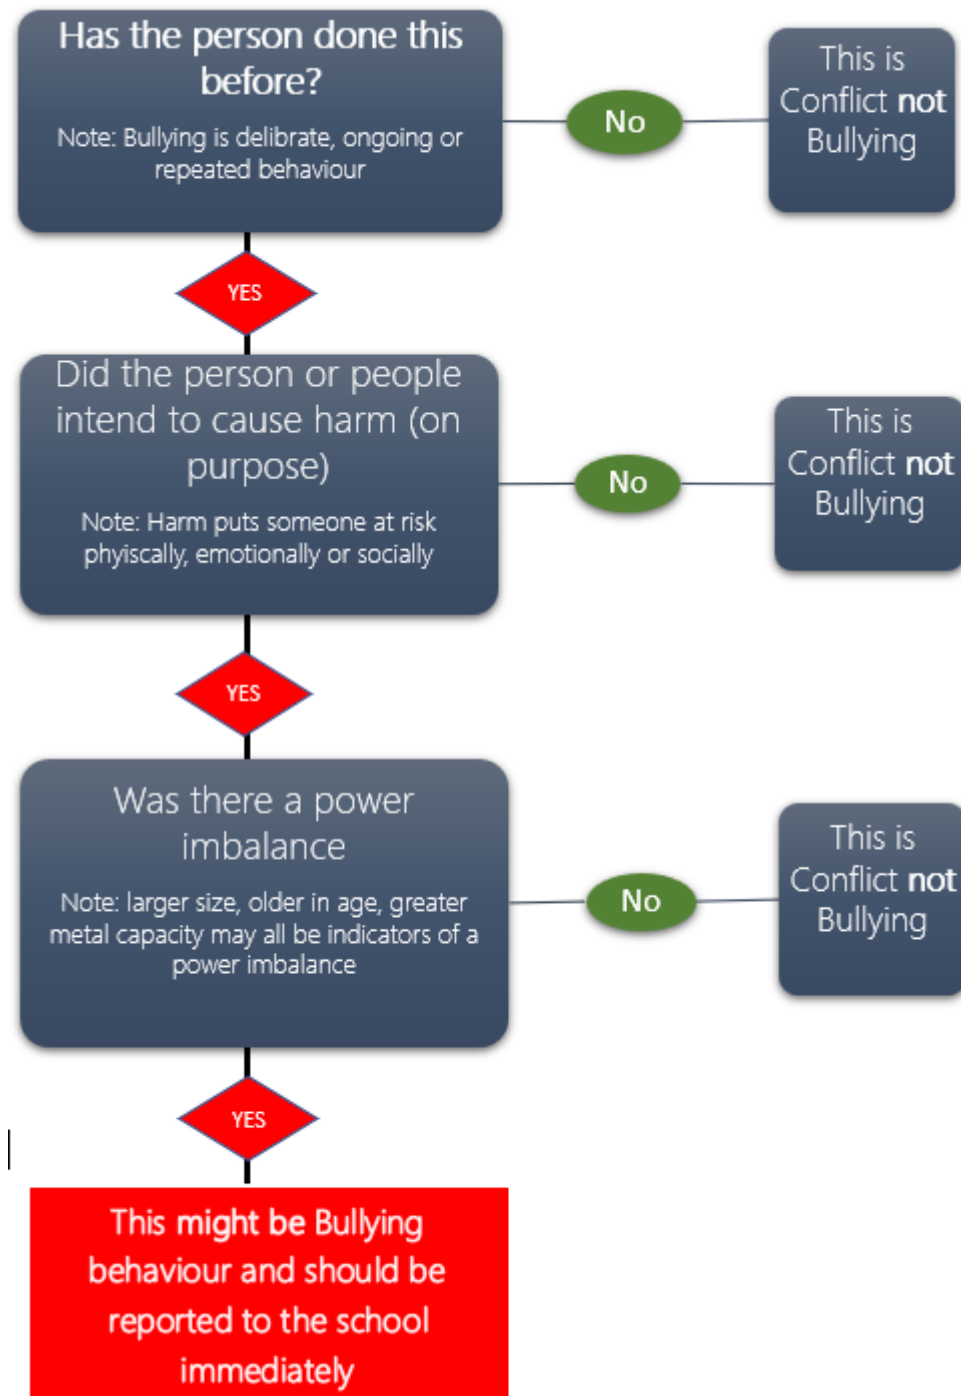 Has the person done this
before?
Note: Bullying is delibrate, ongoing or
repeated behaviour
No
This is
Conflict not
Bullying
YES
Did the person or people
intend to cause harm (on
purpose)
Note: Harm puts someone at risk
phyiscally, emotionally or socially
No
This is
Conflict not
Bullying
YES
Was there a power
imbalance
Note: larger size, older in age, greater
metal capacity may all be indicators of a
power imbalance
No
This is
Conflict not
Bullying
YES
This might be Bullying
behaviour and should be
reported to the school
immediately